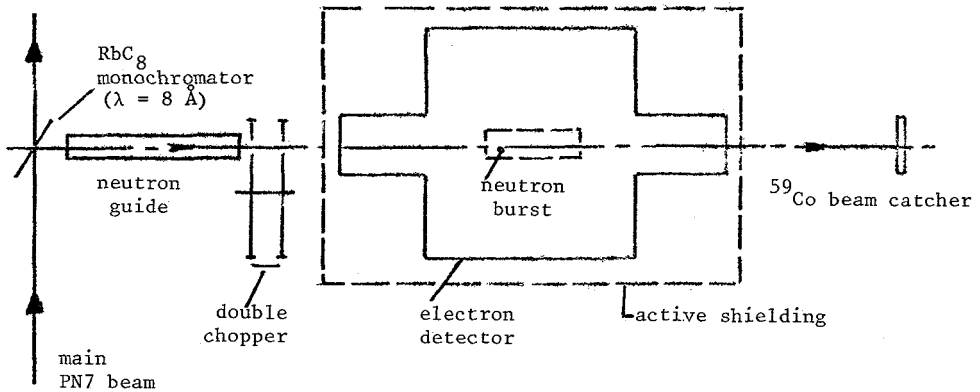 RbC8
monochromator
(λ = 8 Å)
neutron
guide
neutron
burst
59Co beam catcher
double
chopper
electron
detector
active shielding
main
PN7 beam